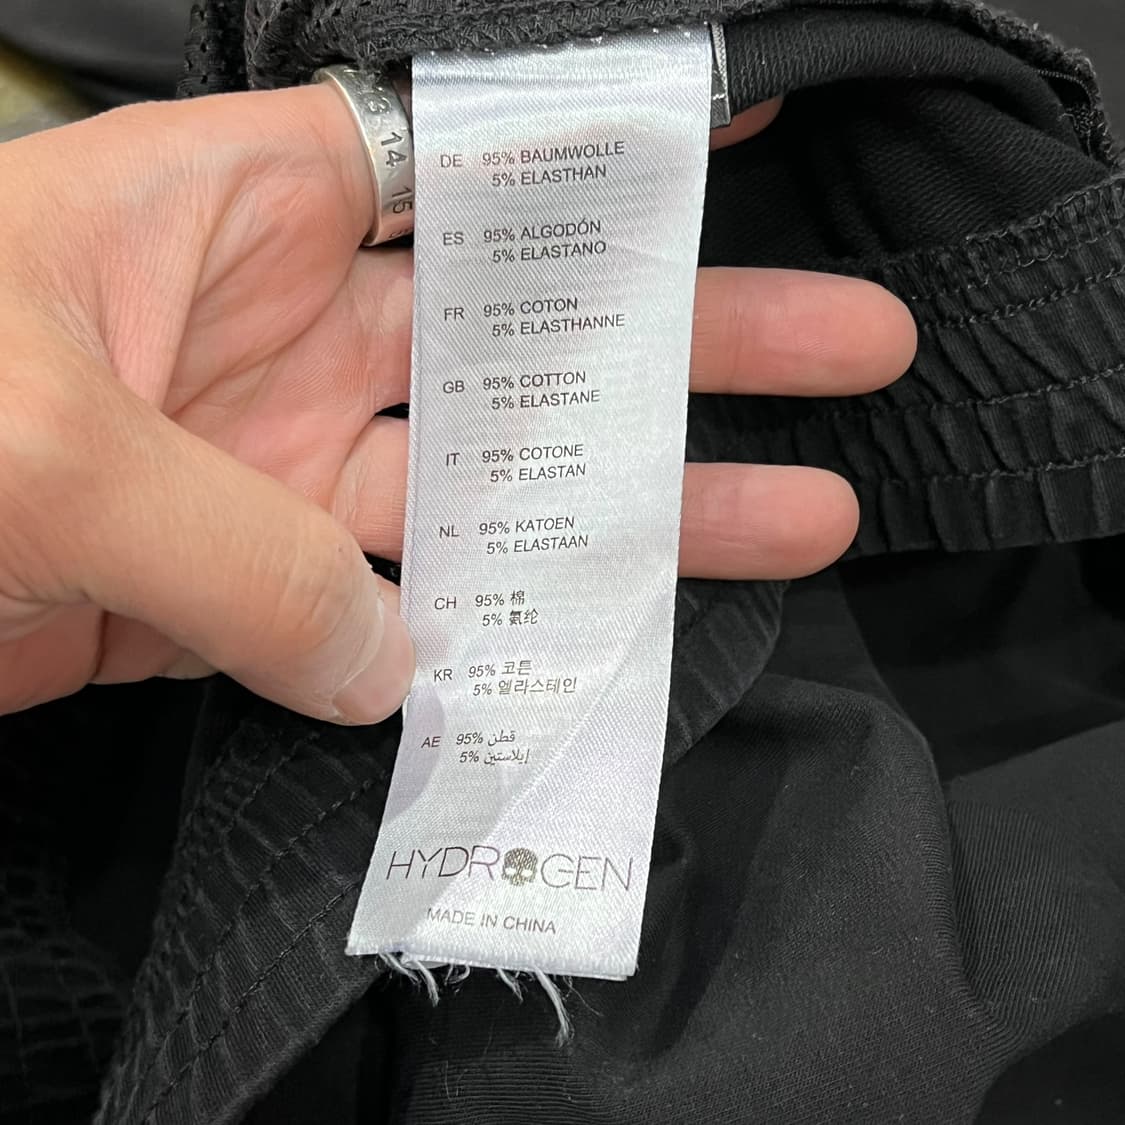 14
15
DE 95% BAUMWOLLE
5% ELASTHAN
ES 95% ALGODÓN
5% ELASTANO
FR 95% COTON
5% ELASTHANNE
GB 95% COTTON
5% ELASTANE
IT 95% COTONE
5% ELASTAN
NL 95% KATOEN
5% ELASTAAN
CH 95% 棉
5% 氨纶
KR 95% 코튼
5% 엘라스테인
AE 95% قطن
5% إيلاستين
HYDROGEN
MADE IN CHINA